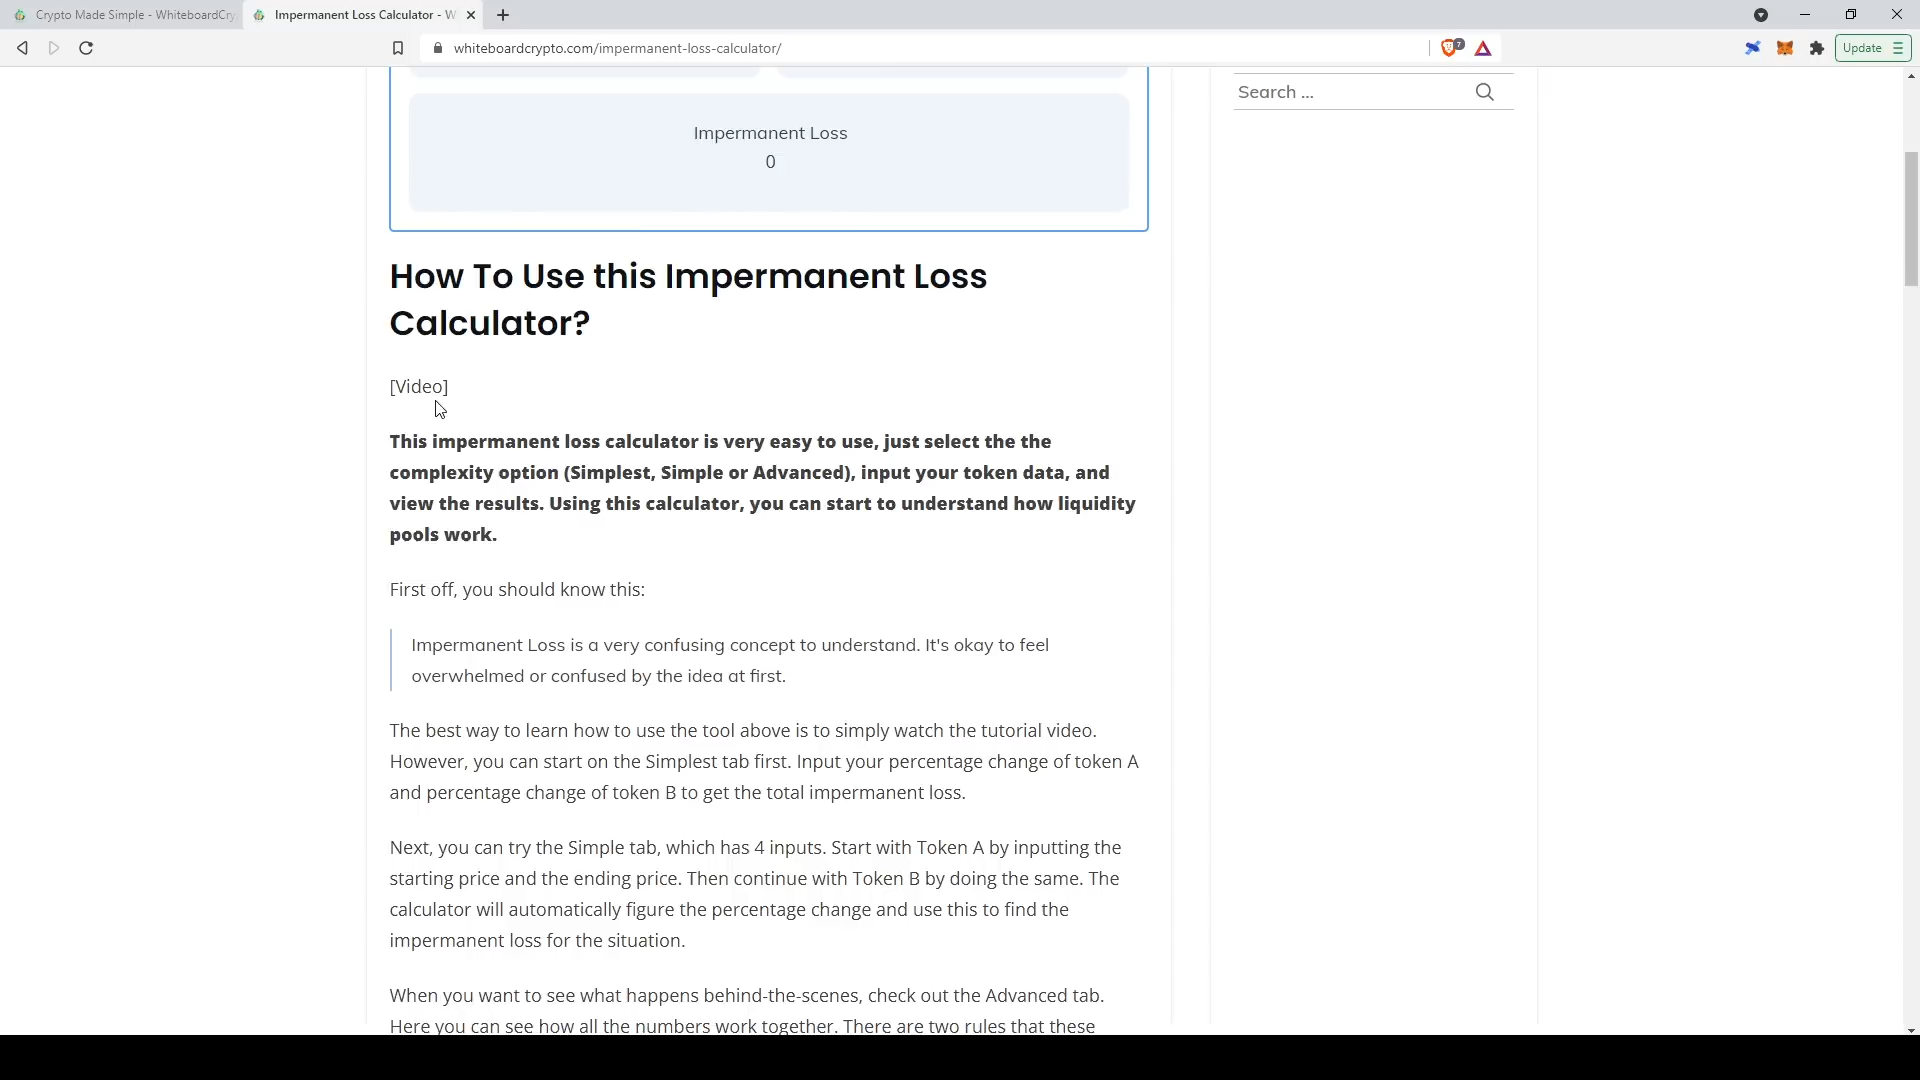 Crypto Made Simple - WhiteboardCry
Impermanent Loss Calculator - W
whiteboardcrypto.com/impermanent-loss-calculator/
7
Update
Search ...
Impermanent Loss
0
How To Use this Impermanent Loss
Calculator?
[Video]
This impermanent loss calculator is very easy to use, just select the the
complexity option (Simplest, Simple or Advanced), input your token data, and
view the results. Using this calculator, you can start to understand how liquidity
pools work.
First off, you should know this:
Impermanent Loss is a very confusing concept to understand. It's okay to feel
overwhelmed or confused by the idea at first.
The best way to learn how to use the tool above is to simply watch the tutorial video.
However, you can start on the Simplest tab first. Input your percentage change of token A
and percentage change of token B to get the total impermanent loss.
Next, you can try the Simple tab, which has 4 inputs. Start with Token A by inputting the
starting price and the ending price. Then continue with Token B by doing the same. The
calculator will automatically figure the percentage change and use this to find the
impermanent loss for the situation.
When you want to see what happens behind-the-scenes, check out the Advanced tab.
Here you can see how all the numbers work together. There are two rules that these